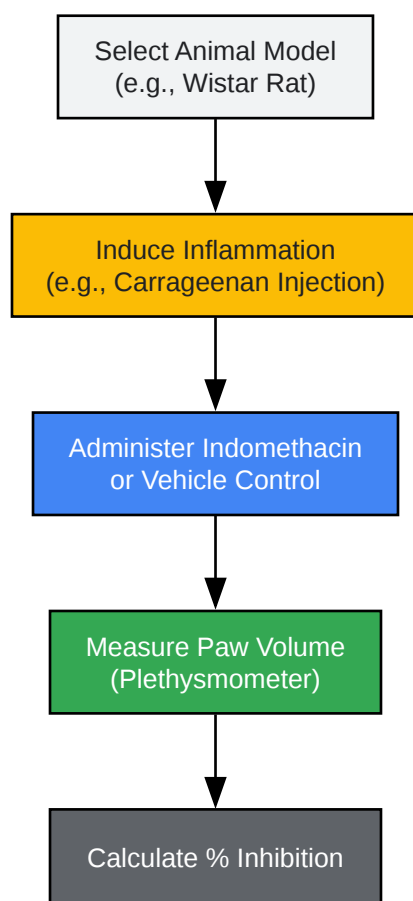 Select Animal Model
(e.g., Wistar Rat)
Induce Inflammation
(e.g., Carrageenan Injection)
Administer Indomethacin
or Vehicle Control
Measure Paw Volume
(Plethysmometer)
Calculate % Inhibition